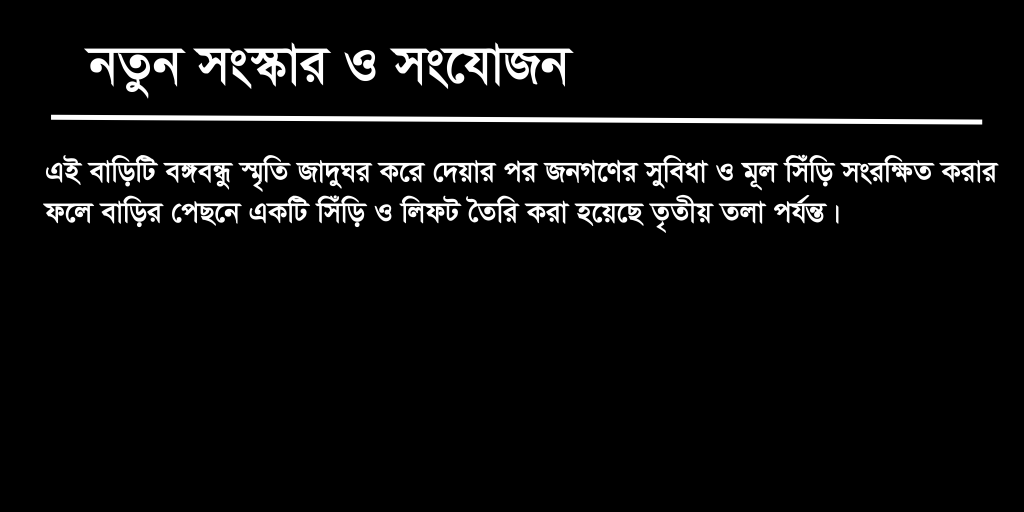 নতুন সংস্কার ও সংযোজন
এই বাড়িটি বঙ্গবন্ধু স্মৃতি জাদুঘর করে দেয়ার পর জনগণের সুবিধা ও মূল সিঁড়ি সংরক্ষিত করার
ফলে বাড়ির পেছনে একটি সিঁড়ি ও লিফট তৈরি করা হয়েছে তৃতীয় তলা পর্যন্ত।